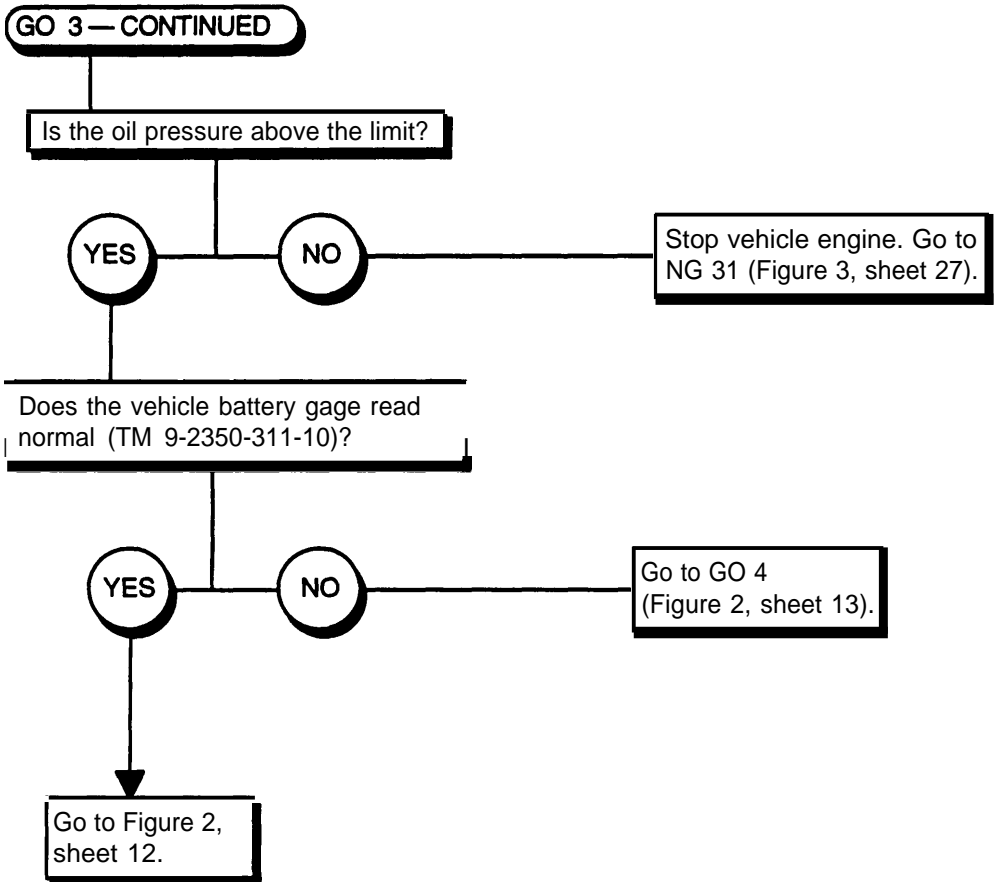 GO 3 — CONTINUED
Is the oil pressure above the limit?
YES
NO
Stop vehicle engine. Go to
NG 31 (Figure 3, sheet 27).
Does the vehicle battery gage read
normal (TM 9-2350-311-10)?
YES
NO
Go to GO 4
(Figure 2, sheet 13).
Go to Figure 2,
sheet 12.